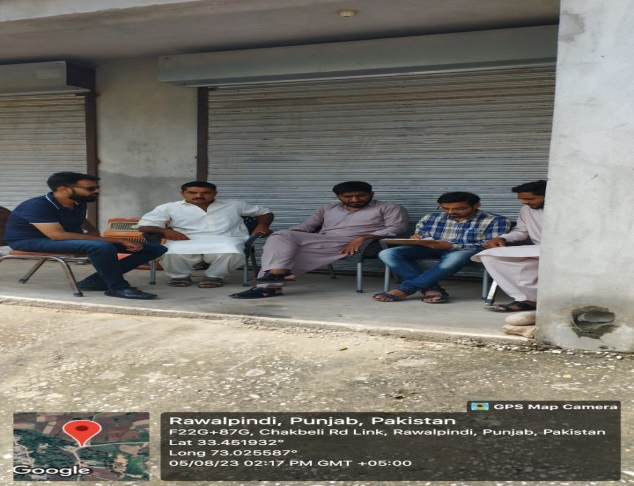 GPS Map Camera
Rawalpindi, Punjab, Pakistan
F22G+87G, Chakbeli Rd Link, Rawalpindi, Punjab, Pakistan
Lat 33.451932°
Long 73.025587°
05/08/23 02:17 PM GMT +05:00
Google